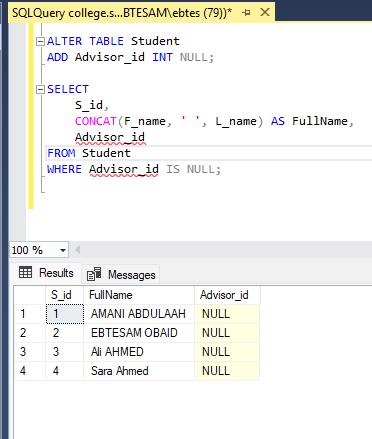 SQLQuery college.s...BTESAM\ebtes (79))*
ALTER TABLE Student
ADD Advisor_id INT NULL;
SELECT
S_id,
CONCAT(F_name, ' ', L_name) AS FullName,
Advisor_id
FROM Student
WHERE Advisor_id IS NULL;
100 %
Results Messages
S_id FullName Advisor_id
1 1 AMANI ABDULAAH NULL
2 2 EBTESAM OBAID NULL
3 3 Ali AHMED NULL
4 4 Sara Ahmed NULL